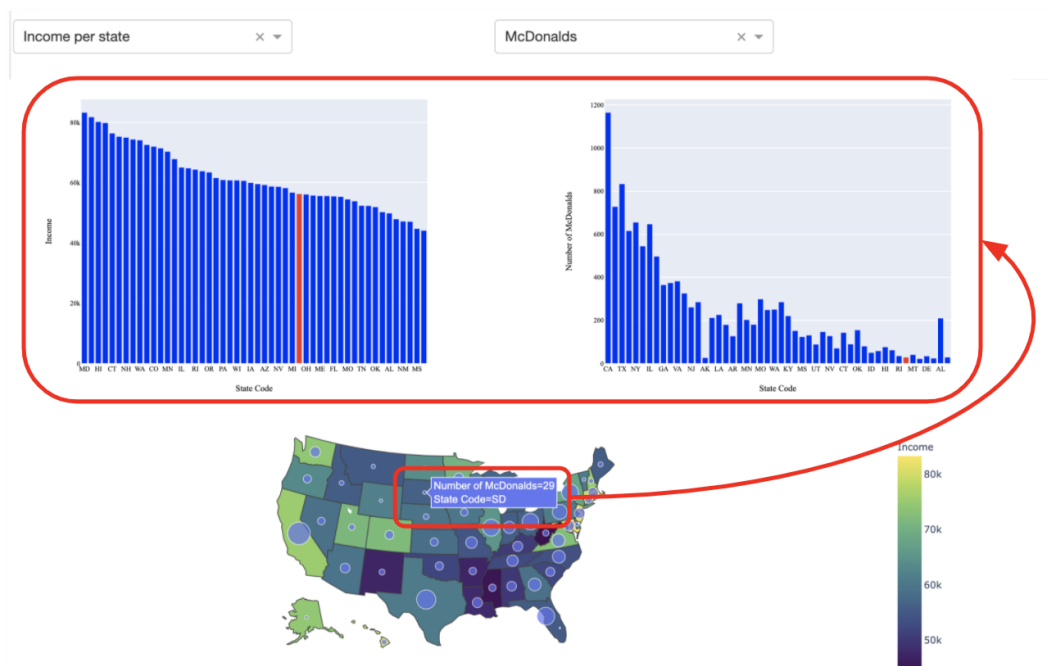 Income per state
McDonalds
80k
60k
40k
20k
0
Income
MD HI CT NH WA CO MN IL RI OR PA WI IA AZ NV MI OH ME FL MO TN OK AL NM MS
State Code
1200
1000
800
600
400
200
0
Number of McDonalds
CA TX NY IL GA VA NJ AK LA AR MN MO WA KY MS UT NV CT OK ID HI RI MT DE AL
State Code
Number of McDonalds=29
State Code=SD
Income
80k
70k
60k
50k